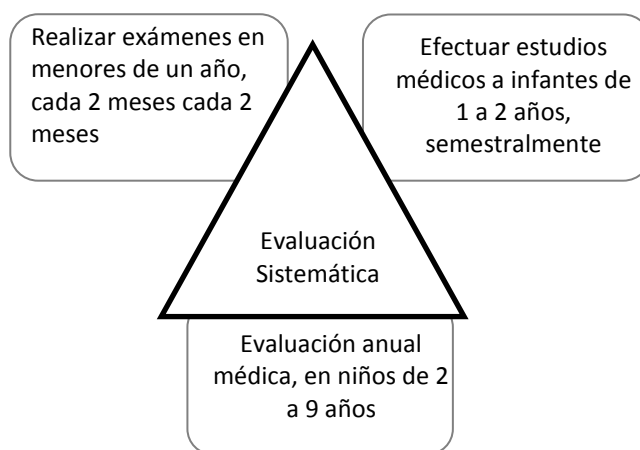 Realizar exámenes en
menores de un año,
cada 2 meses cada 2
meses
Efectuar estudios
médicos a infantes de
1 a 2 años,
semestralmente
Evaluación
Sistemática
Evaluación anual
médica, en niños de 2
a 9 años